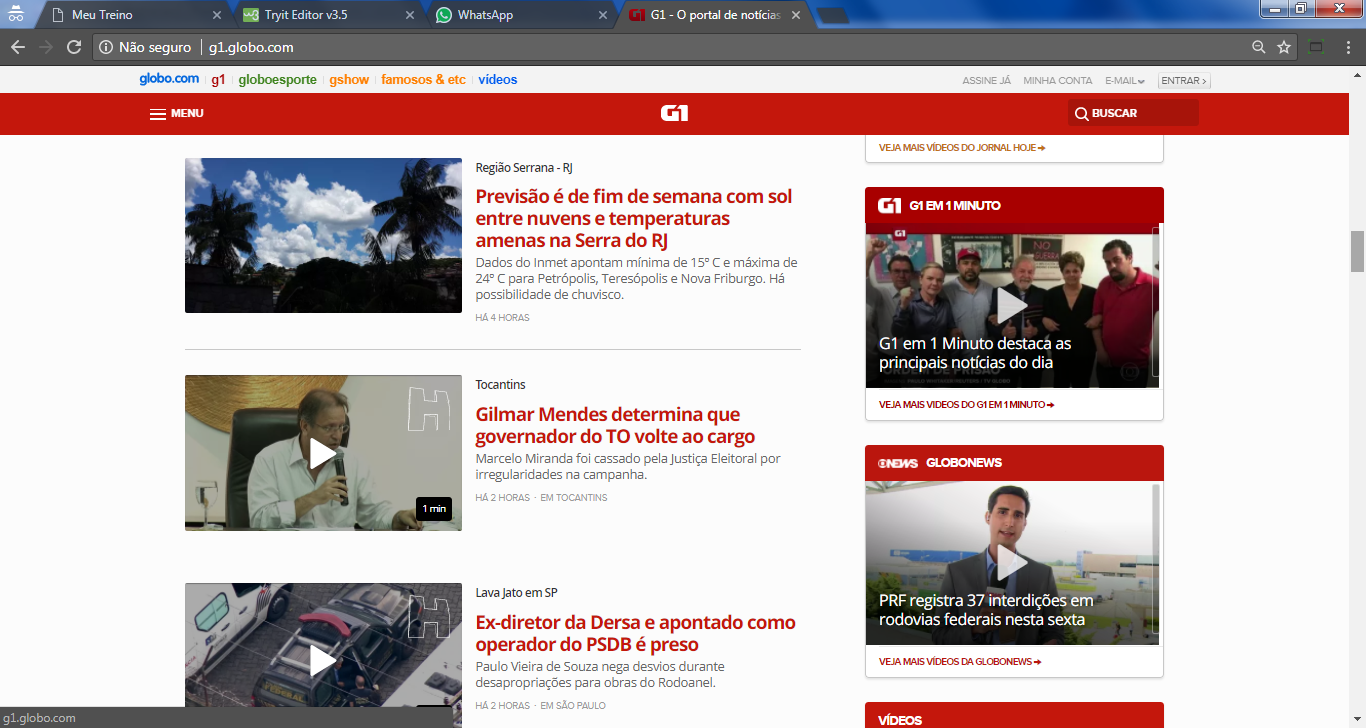 Meu Treino
Tryit Editor v3.5
WhatsApp
G1 - O portal de notícias
Não seguro
g1.globo.com
globo.com
g1
globoesporte
gshow
famosos & etc
vídeos
ASSINE JÁ
MINHA CONTA
E-MAIL
ENTRAR ›
MENU
G1
BUSCAR
Região Serrana - RJ
Previsão é de fim de semana com sol
entre nuvens e temperaturas
amenas na Serra do RJ
Dados do Inmet apontam mínima de 15º C e máxima de
24º C para Petrópolis, Teresópolis e Nova Friburgo. Há
possibilidade de chuvisco.
HÁ 4 HORAS
Tocantins
Gilmar Mendes determina que
governador do TO volte ao cargo
Marcelo Miranda foi cassado pela Justiça Eleitoral por
irregularidades na campanha.
HÁ 2 HORAS · EM TOCANTINS
1 min
Lava Jato em SP
Ex-diretor da Dersa e apontado como
operador do PSDB é preso
Paulo Vieira de Souza nega desvios durante
desapropriações para obras do Rodoanel.
HÁ 2 HORAS · EM SÃO PAULO
FEDERAL
VEJA MAIS VÍDEOS DO JORNAL HOJE ➔
G1 G1 EM 1 MINUTO
G1
NO
G1 em 1 Minuto destaca as
principais notícias do dia
VEJA MAIS VIDEOS DO G1 EM 1 MINUTO ➔
GNEWS GLOBONEWS
PRF registra 37 interdições em
rodovias federais nesta sexta
VEJA MAIS VÍDEOS DA GLOBONEWS ➔
VÍDEOS
g1.globo.com